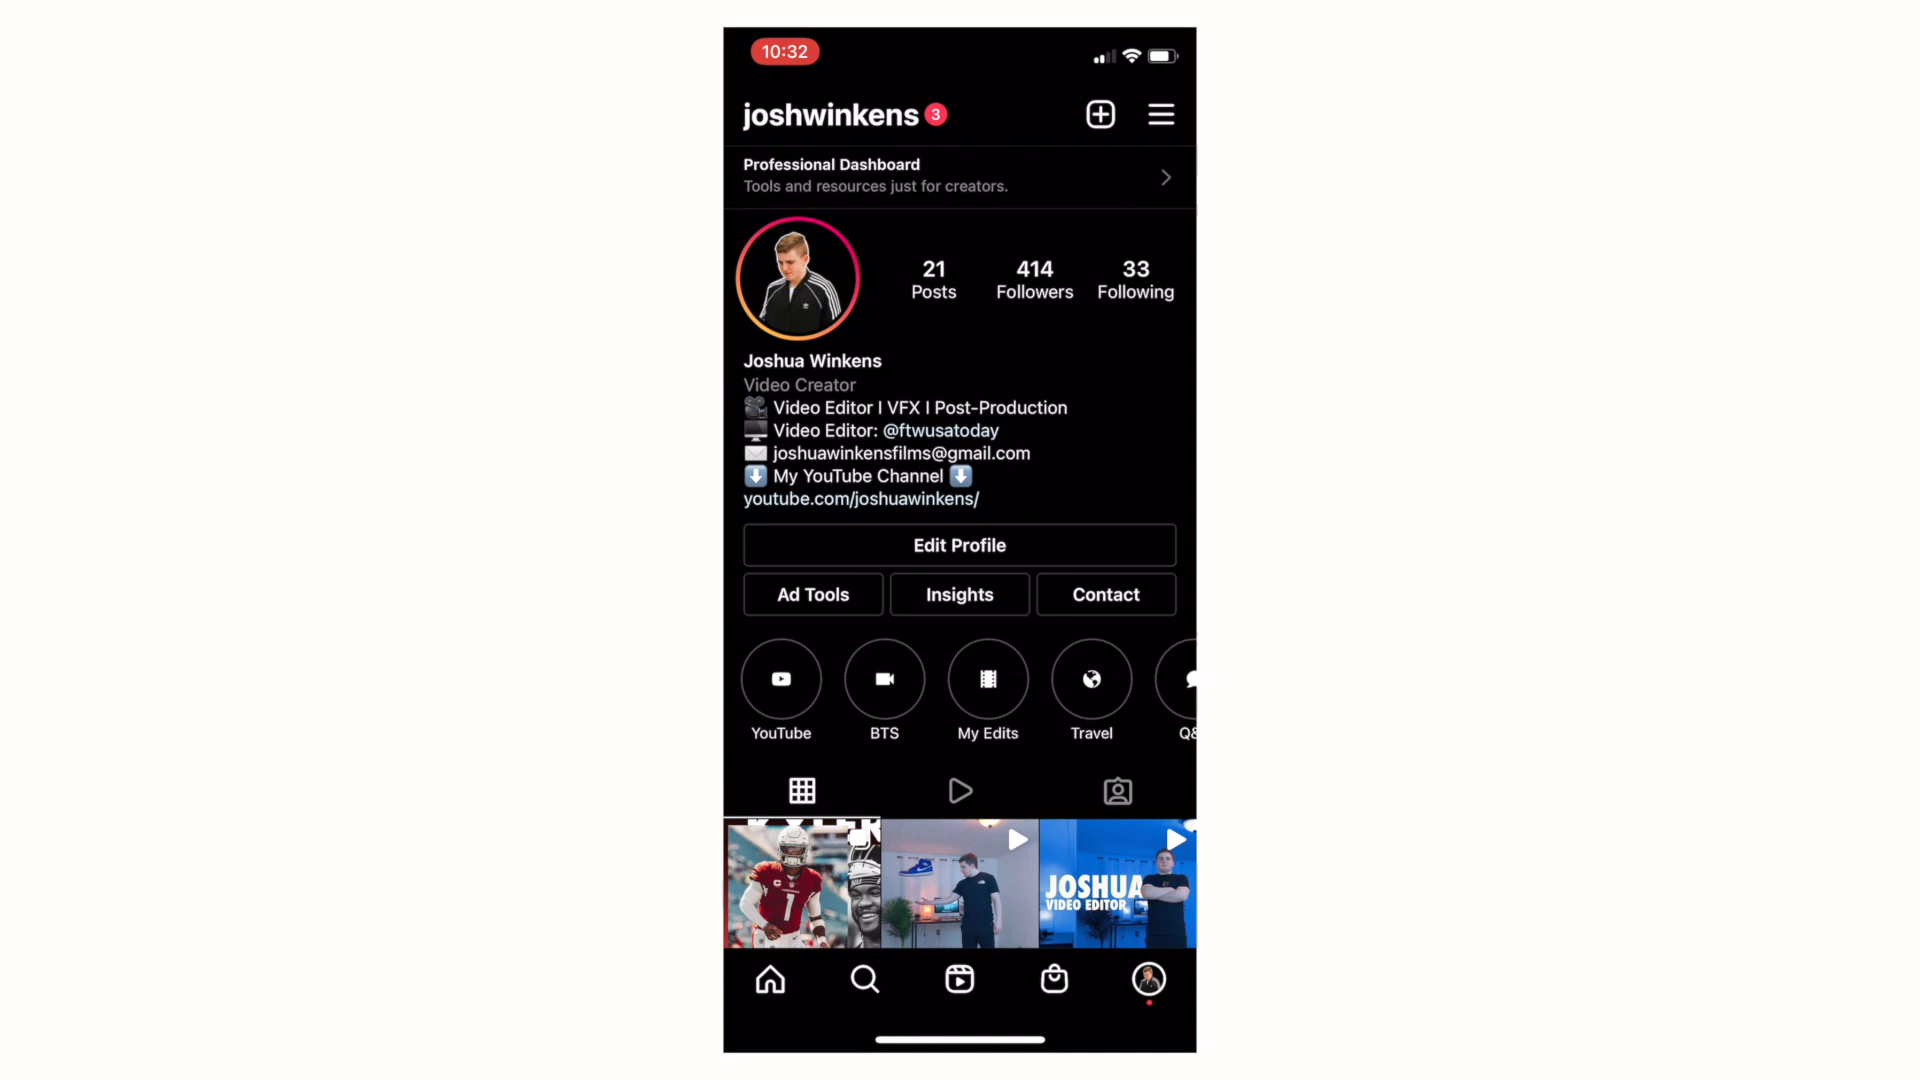 10:32
joshwinkens 3
Professional Dashboard
Tools and resources just for creators.
21 414 33
Posts Followers Following
Joshua Winkens
Video Creator
Video Editor I VFX I Post-Production
Video Editor: @ftwusatoday
joshuawinkensfilms@gmail.com
My YouTube Channel
youtube.com/joshuawinkens/
Edit Profile
Ad Tools Insights Contact
YouTube BTS My Edits Travel Q&
1
JOSHUA
VIDEO EDITOR